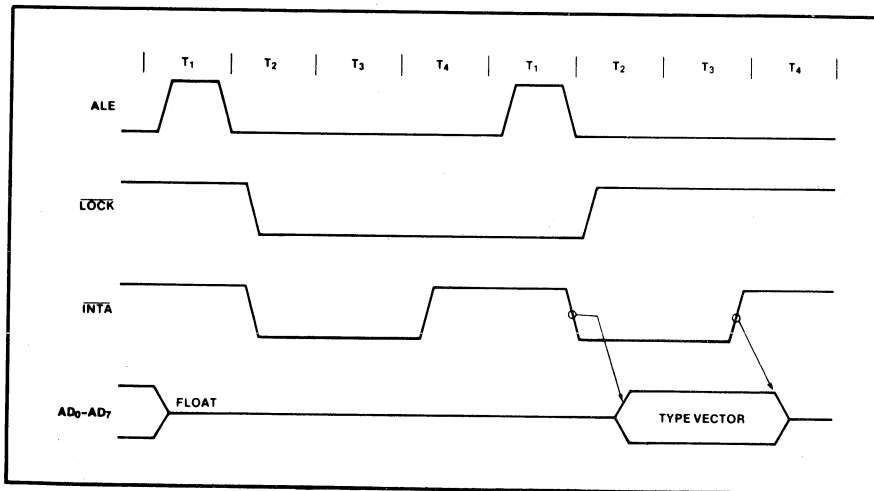 T1 T2 T3 T4 T1 T2 T3 T4
ALE
LOCK
INTA
FLOAT
AD0-AD7
TYPE VECTOR